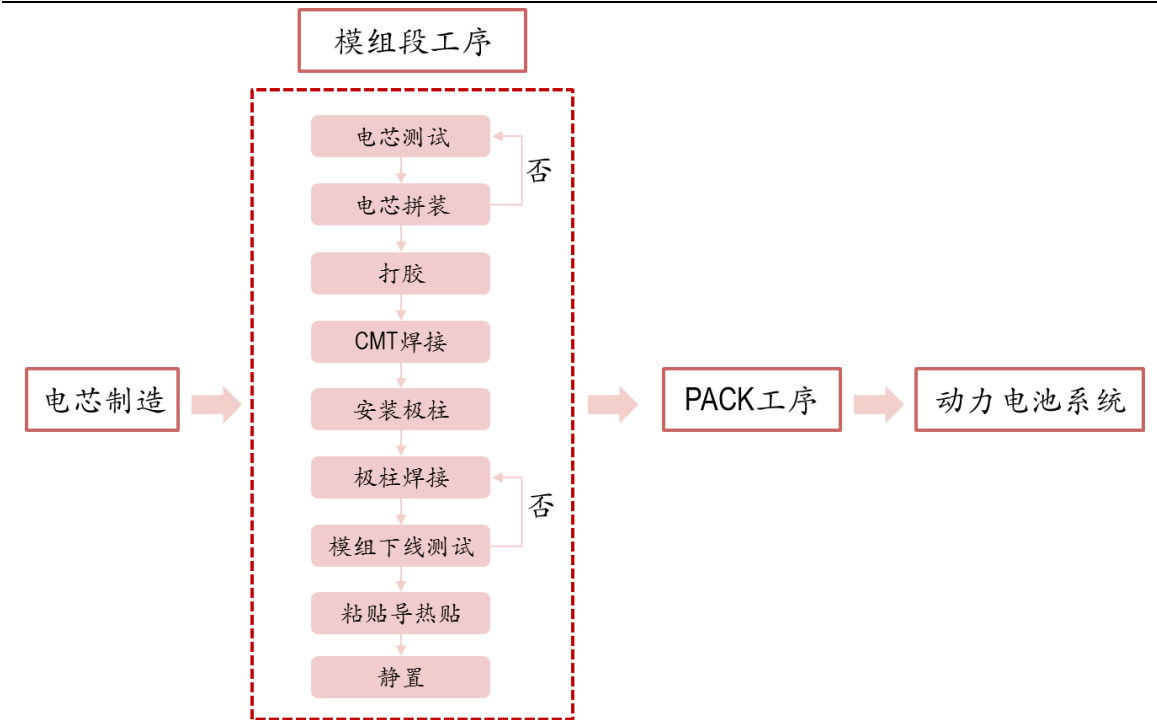 模组段工序
电芯测试
否
电芯拼装
打胶
CMT焊接
电芯制造
安装极柱
PACK工序
动力电池系统
极柱焊接
否
模组下线测试
粘贴导热贴
静置